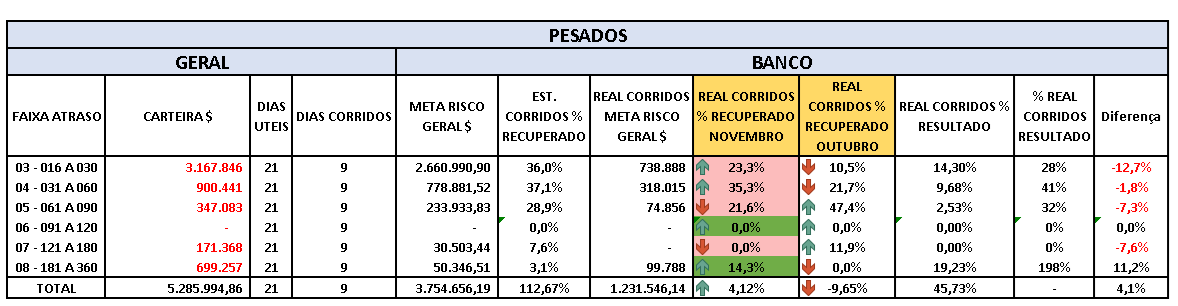 PESADOS
GERAL BANCO
FAIXA ATRASO CARTEIRA $ DIAS UTEIS DIAS CORRIDOS META RISCO GERAL $ EST. CORRIDOS % RECUPERADO REAL CORRIDOS META RISCO GERAL $ REAL CORRIDOS % RECUPERADO NOVEMBRO REAL CORRIDOS % RECUPERADO OUTUBRO REAL CORRIDOS % RESULTADO % REAL CORRIDOS RESULTADO Diferença
03 - 016 A 030 3.167.846 21 9 2.660.990,90 36,0% 738.888 23,3% 10,5% 14,30% 28% -12,7%
04 - 031 A 060 900.441 21 9 778.881,52 37,1% 318.015 35,3% 21,7% 9,68% 41% -1,8%
05 - 061 A 090 347.083 21 9 233.933,83 28,9% 74.856 21,6% 47,4% 2,53% 32% -7,3%
06 - 091 A 120 - 21 9 - 0,0% - 0,0% 0,0% 0,00% 0% 0,0%
07 - 121 A 180 171.368 21 9 30.503,44 7,6% - 0,0% 11,9% 0,00% 0% -7,6%
08 - 181 A 360 699.257 21 9 50.346,51 3,1% 99.788 14,3% 0,0% 19,23% 198% 11,2%
TOTAL 5.285.994,86 21 9 3.754.656,19 112,67% 1.231.546,14 4,12% -9,65% 45,73% - 4,1%